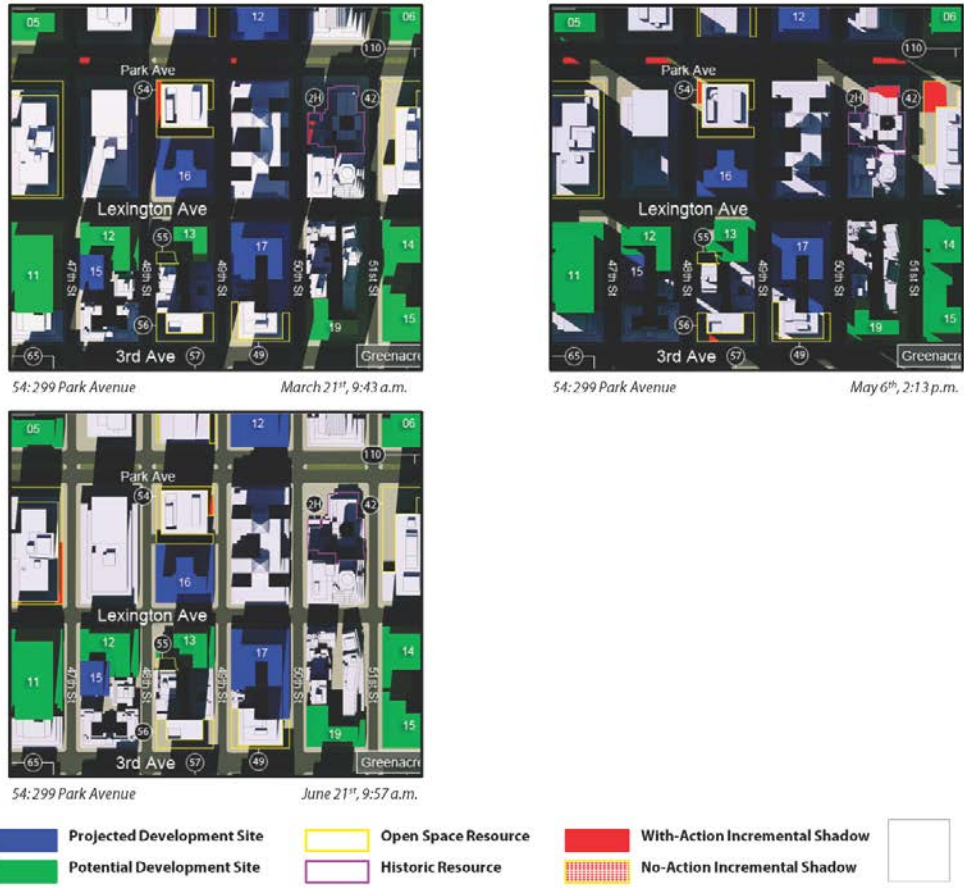 05
12
06
110
Park Ave
54
2H
42
16
Lexington Ave
12
55
13
17
14
11
15
47th St
48th St
49th St
50th St
51st St
56
19
15
65
3rd Ave
57
49
Greenacre
54: 299 Park Avenue
March 21st, 9:43 a.m.
05
12
06
110
Park Ave
54
2H
42
16
Lexington Ave
12
55
13
17
14
11
15
47th St
48th St
49th St
50th St
51st St
56
19
15
65
3rd Ave
57
49
Greenacre
54: 299 Park Avenue
May 6th, 2:13 p.m.
05
12
06
110
Park Ave
54
2H
42
16
Lexington Ave
12
55
13
17
14
11
15
47th St
48th St
49th St
50th St
51st St
56
19
15
65
3rd Ave
57
49
Greenacre
54: 299 Park Avenue
June 21st, 9:57 a.m.
Projected Development Site
Open Space Resource
With-Action Incremental Shadow
Potential Development Site
Historic Resource
No-Action Incremental Shadow